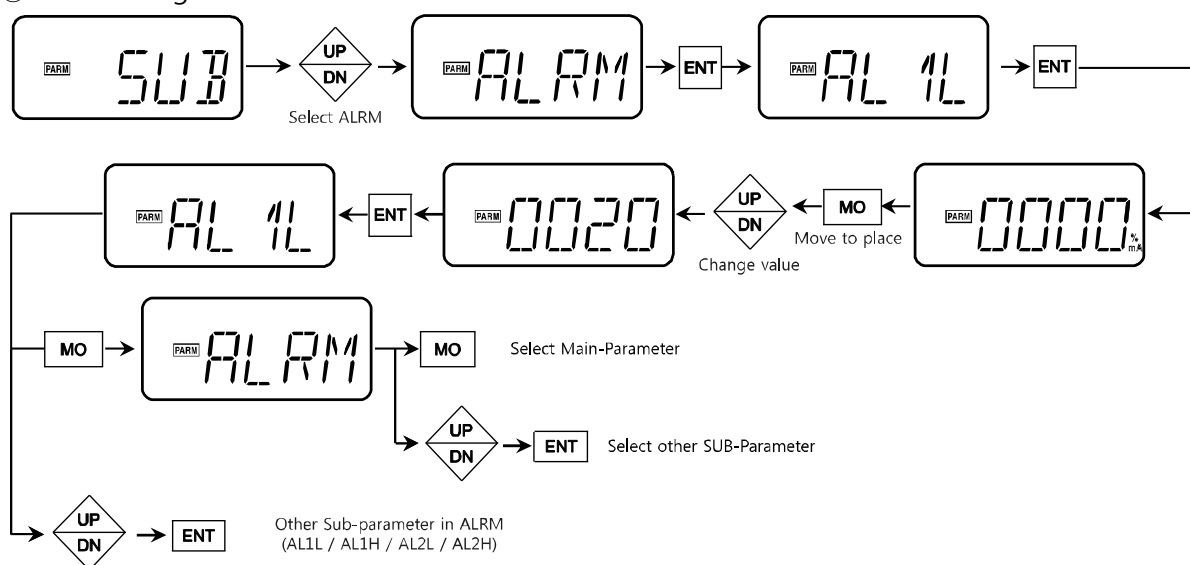 PARM SUB
UP
DN
Select ALRM
PARM ALRM
ENT
PARM AL 1L
ENT
PARM AL 1L
ENT
PARM 0020
UP
DN
Change value
MO
Move to place
PARM 0000 % mA
MO
PARM ALRM
MO
Select Main-Parameter
UP
DN
ENT
Select other SUB-Parameter
UP
DN
ENT
Other Sub-parameter in ALRM
(AL1L / AL1H / AL2L / AL2H)